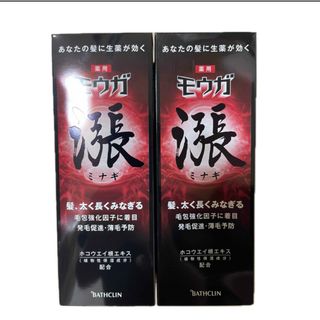 あなたの髪に生薬が効く
薬用
モウガ
漲
ミナギ
髪、太く長くみなぎる
毛包強化因子に着目
発毛促進・薄毛予防
ホコウエイ根エキス
(植物性保湿成分)
配合
BATHCLIN
あなたの髪に生薬が効く
薬用
モウガ
漲
ミナギ
髪、太く長くみなぎる
毛包強化因子に着目
発毛促進・薄毛予防
ホコウエイ根エキス
(植物性保湿成分)
配合
BATHCLIN